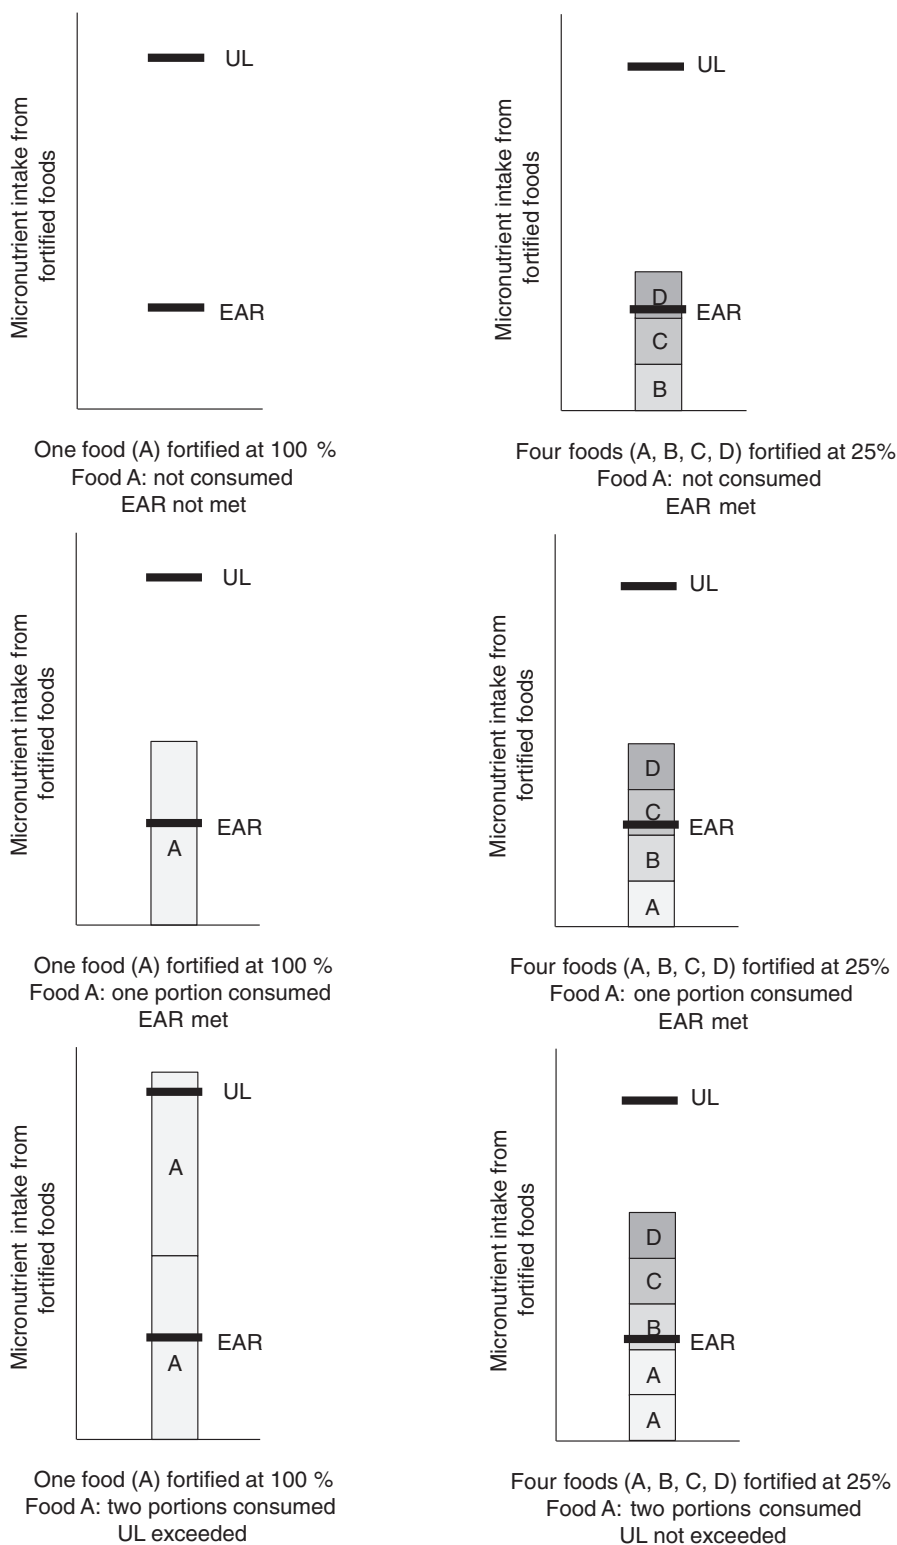 Micronutrient intake from
fortified foods
UL
EAR
One food (A) fortified at 100 %
Food A: not consumed
EAR not met
Micronutrient intake from
fortified foods
UL
D
EAR
C
B
Four foods (A, B, C, D) fortified at 25%
Food A: not consumed
EAR met
Micronutrient intake from
fortified foods
UL
EAR
A
One food (A) fortified at 100 %
Food A: one portion consumed
EAR met
Micronutrient intake from
fortified foods
UL
D
C
EAR
B
A
Four foods (A, B, C, D) fortified at 25%
Food A: one portion consumed
EAR met
Micronutrient intake from
fortified foods
UL
A
EAR
A
One food (A) fortified at 100 %
Food A: two portions consumed
UL exceeded
Micronutrient intake from
fortified foods
UL
D
C
B
EAR
A
A
Four foods (A, B, C, D) fortified at 25%
Food A: two portions consumed
UL not exceeded